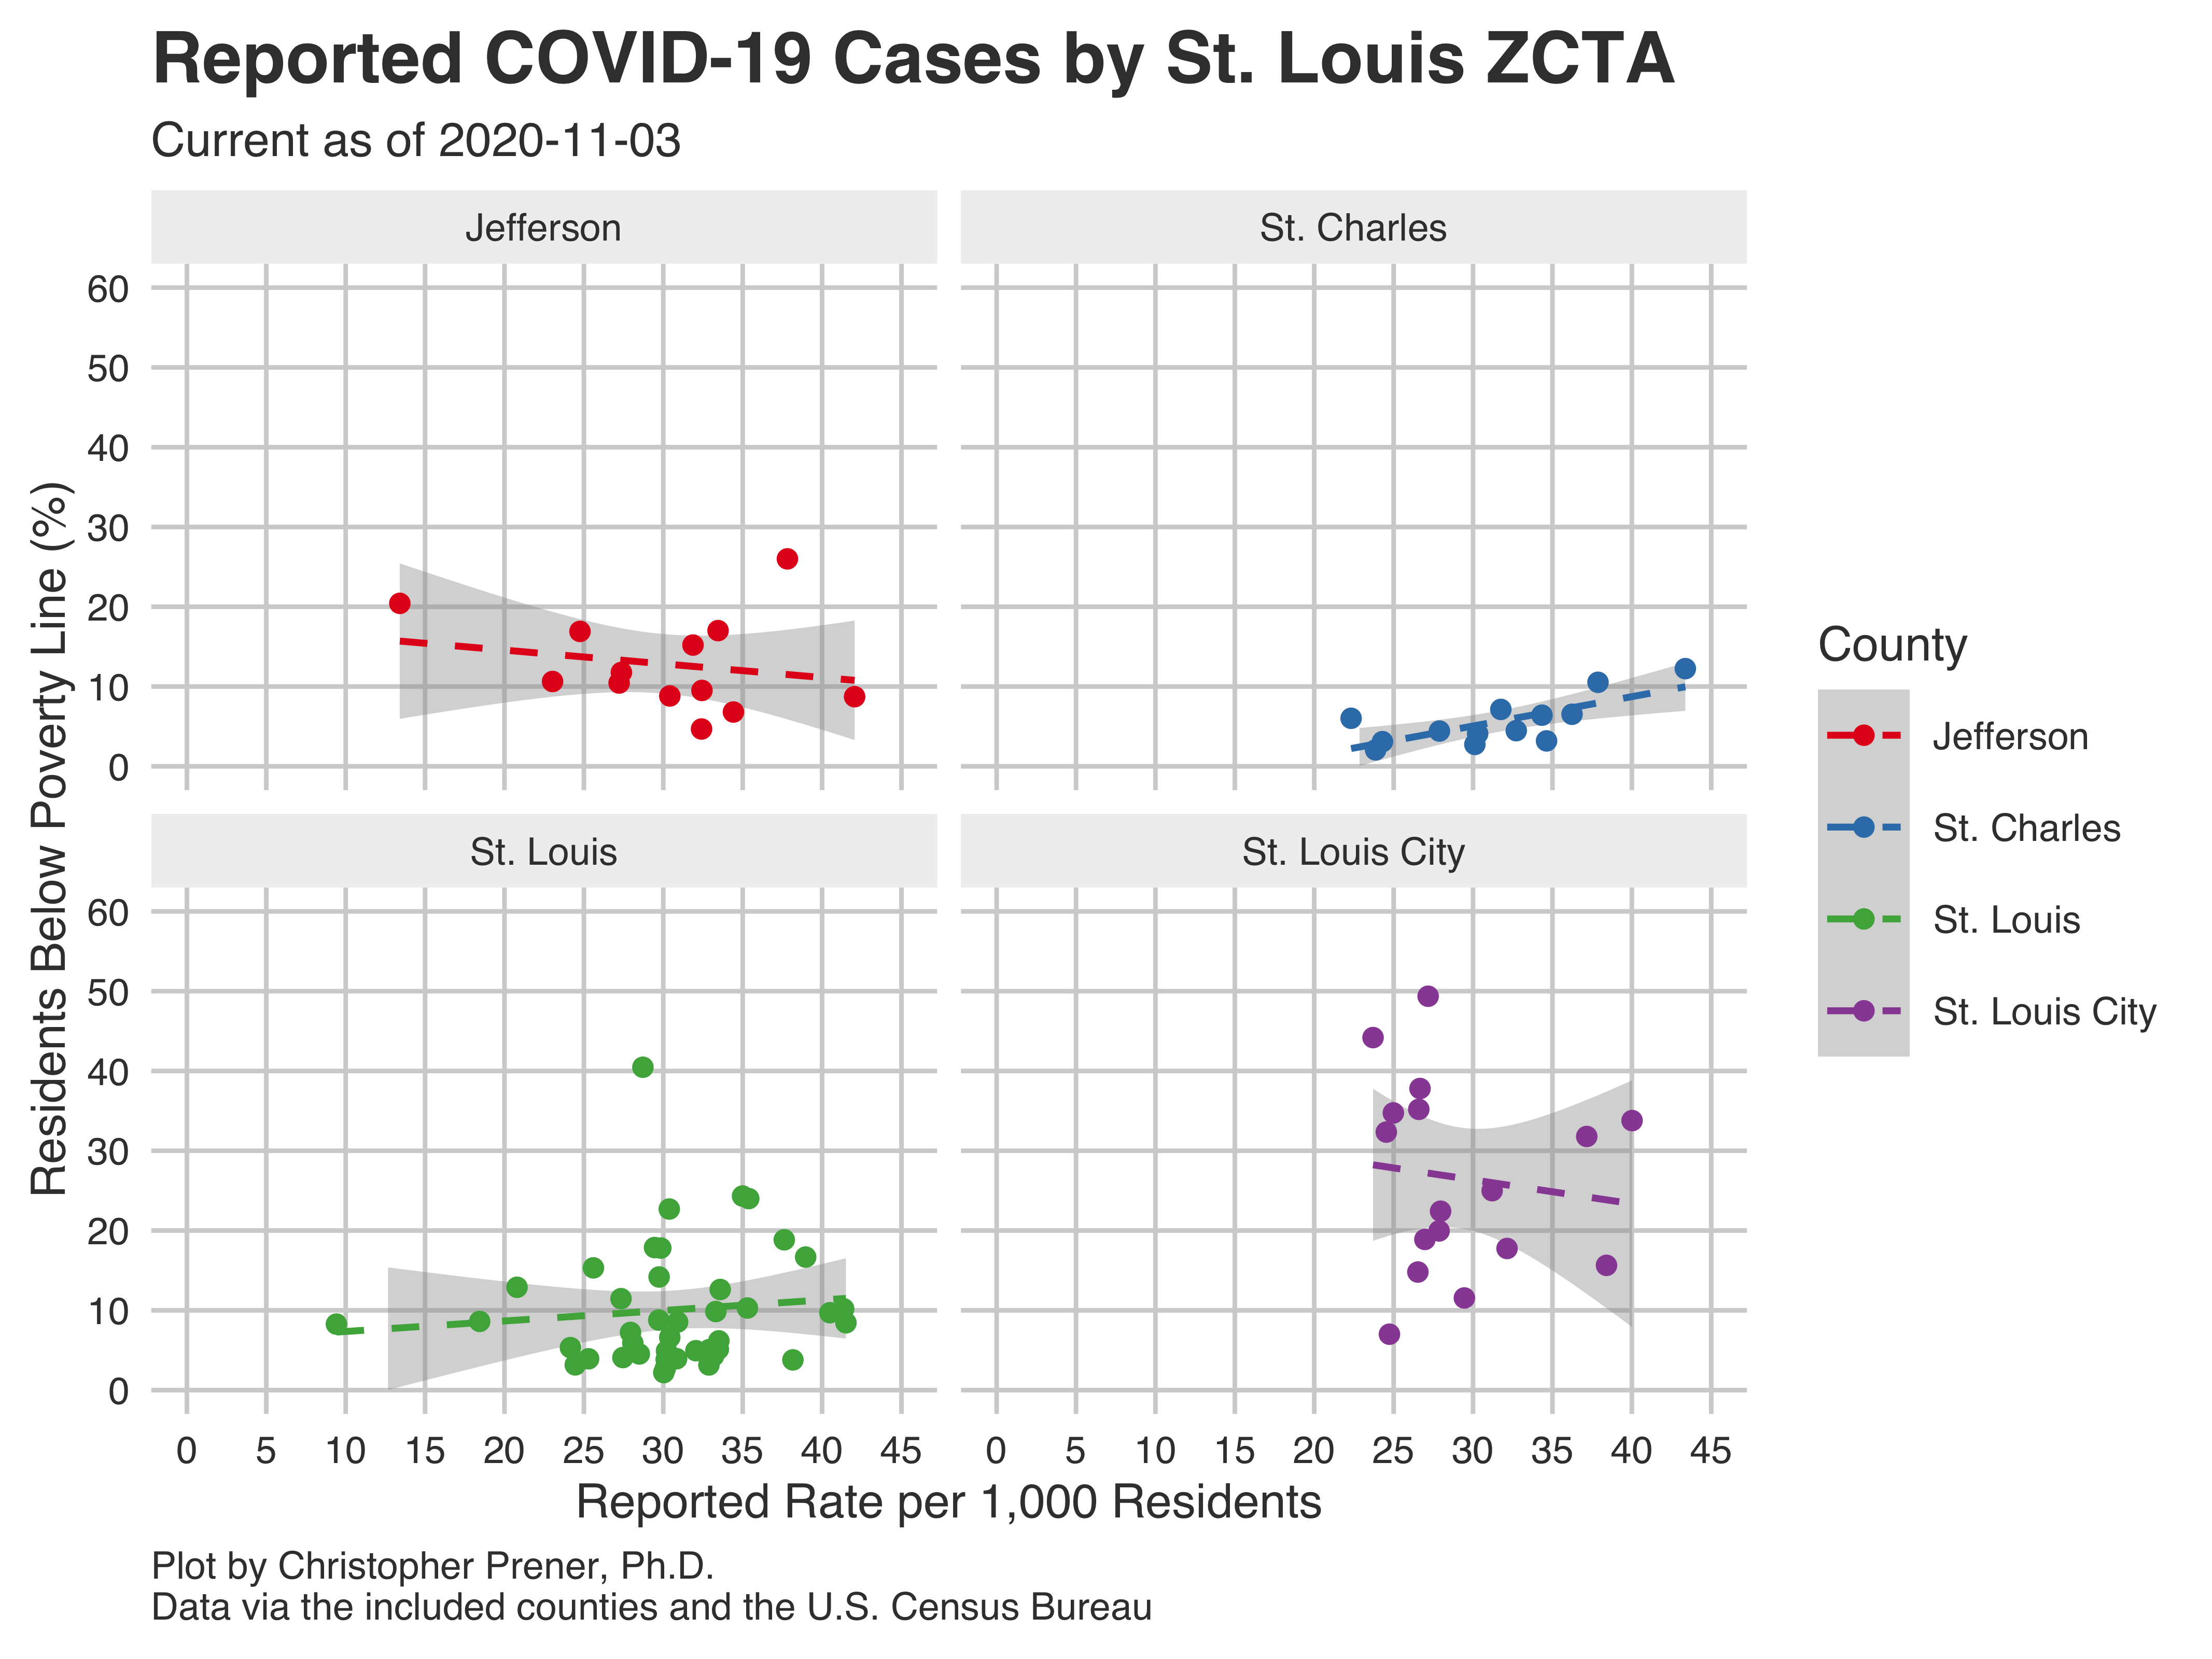 Reported COVID-19 Cases by St. Louis ZCTA
Current as of 2020-11-03
Jefferson
St. Charles
60
50
40
30
20
10
0
St. Louis
St. Louis City
60
50
40
30
20
10
0
0 5 10 15 20 25 30 35 40 45
0 5 10 15 20 25 30 35 40 45
Reported Rate per 1,000 Residents
Residents Below Poverty Line (%)
County
Jefferson
St. Charles
St. Louis
St. Louis City
Plot by Christopher Prener, Ph.D.
Data via the included counties and the U.S. Census Bureau